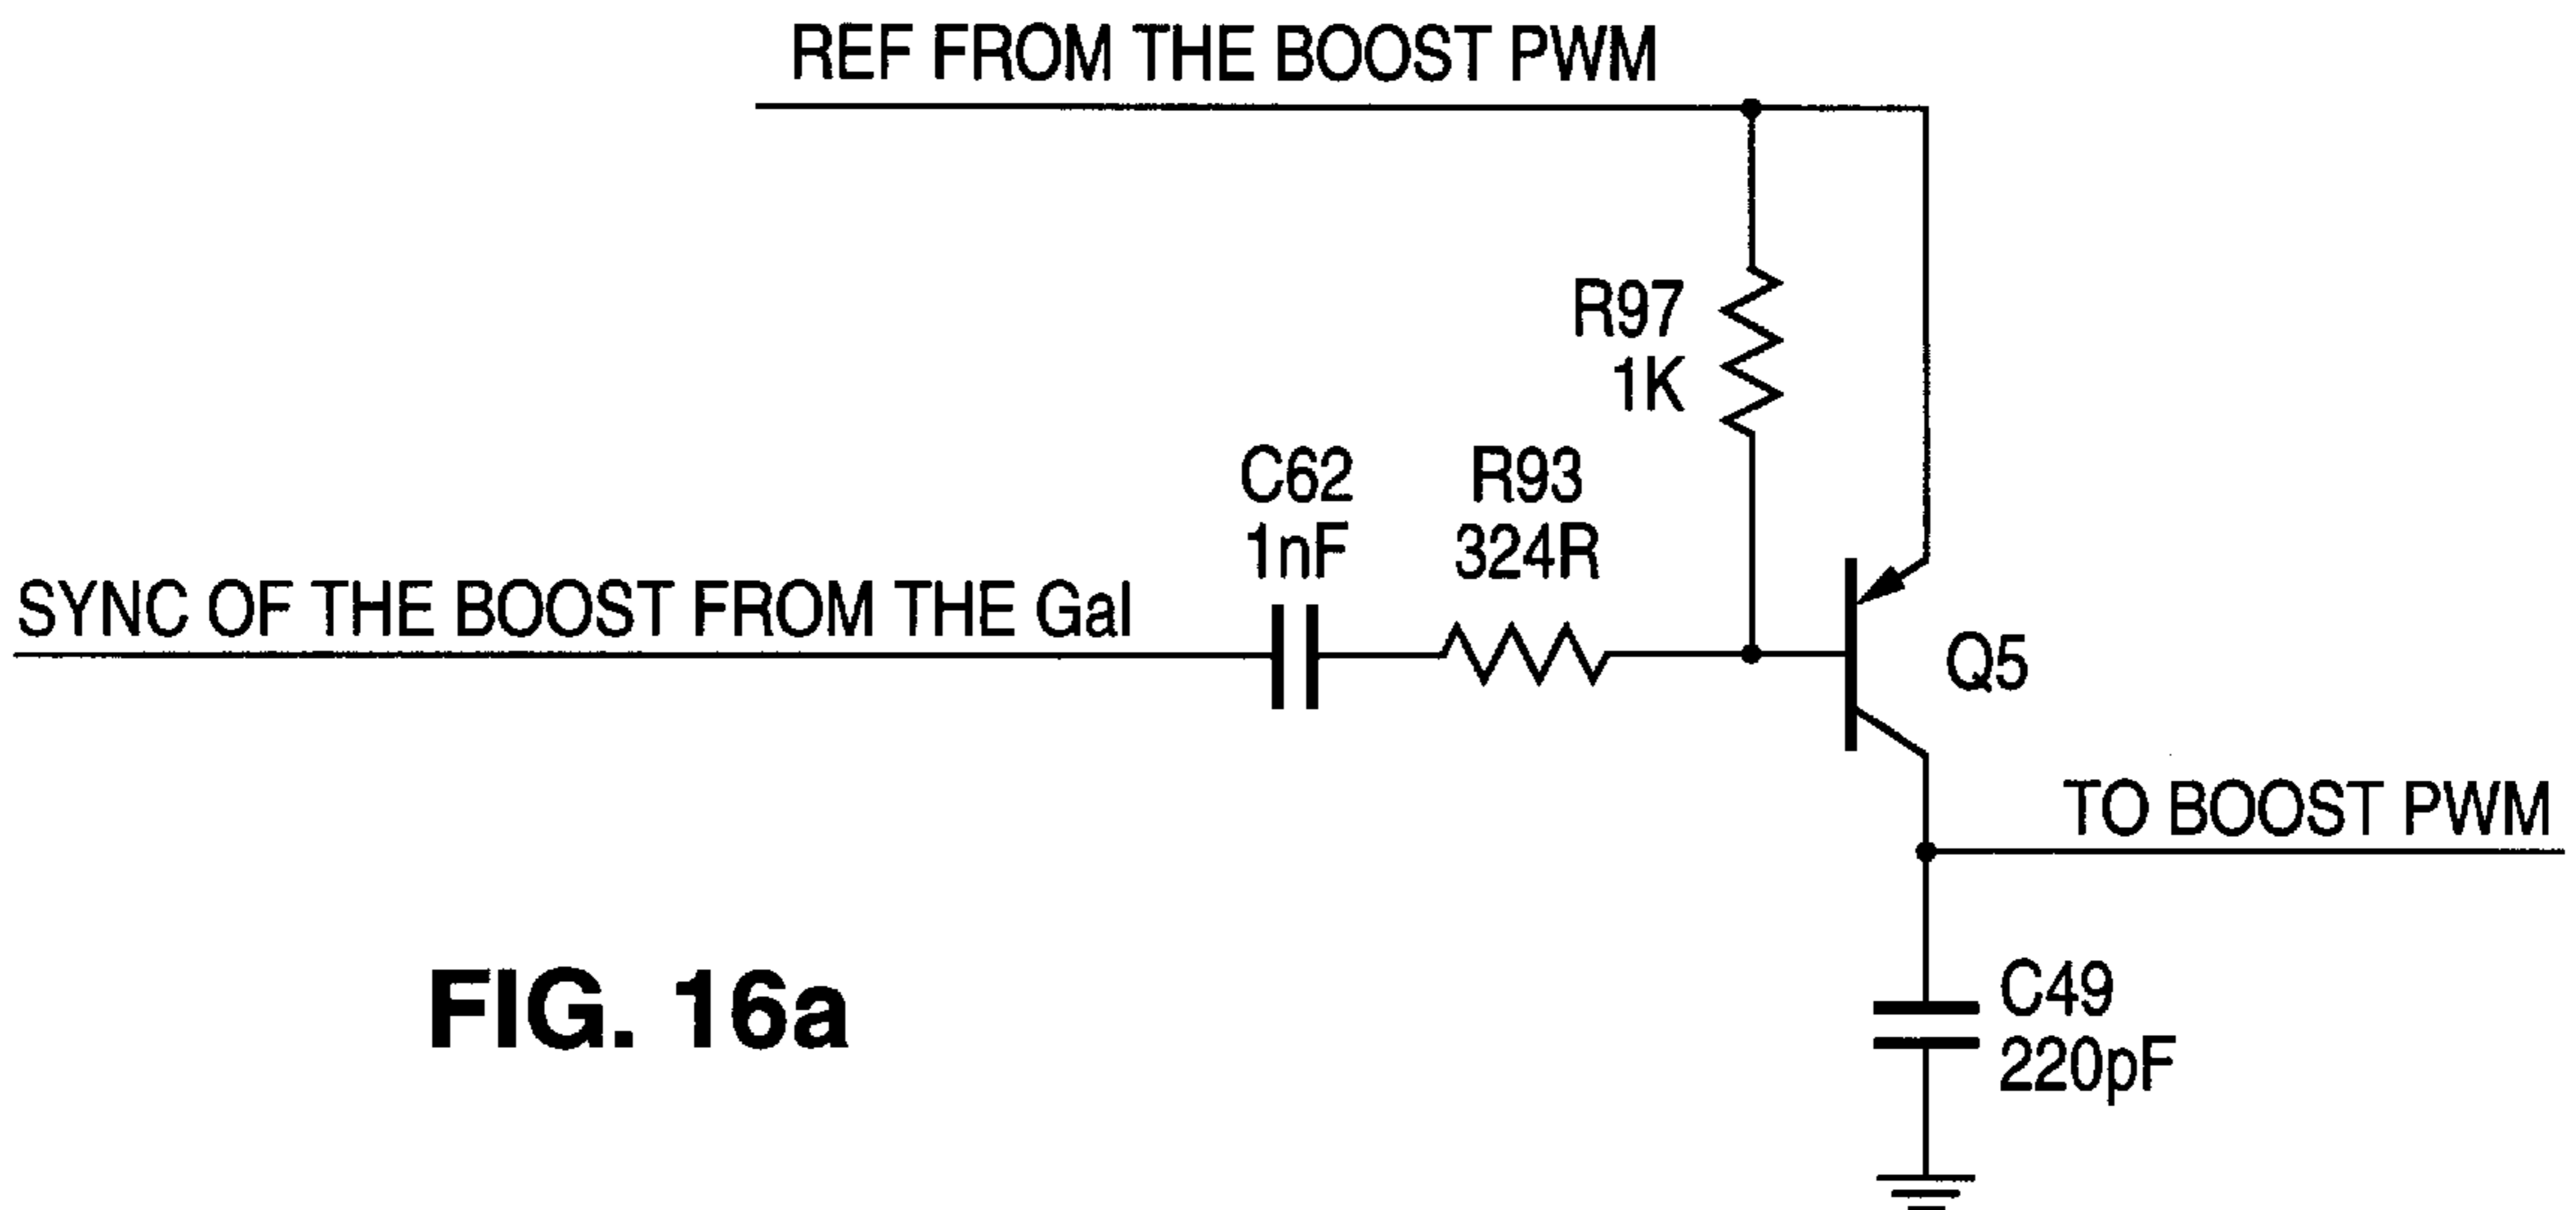 REF FROM THE BOOST PWM
R97
1K
C62
1nF
R93
324R
SYNC OF THE BOOST FROM THE Gal
Q5
TO BOOST PWM
C49
220pF
FIG. 16a